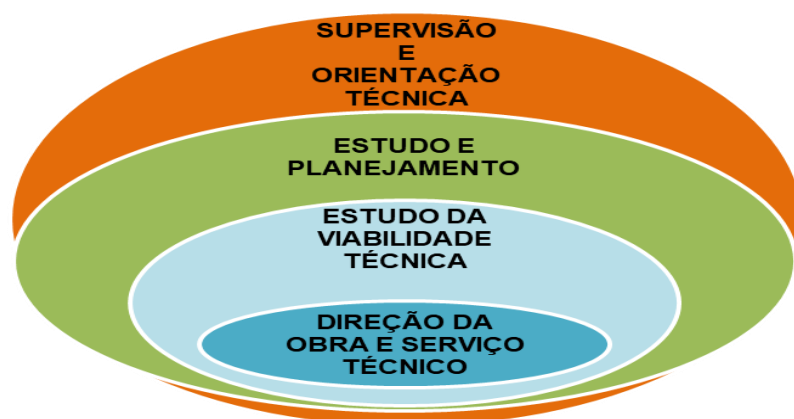 SUPERVISÃO
E
ORIENTAÇÃO
TÉCNICA
ESTUDO E
PLANEJAMENTO
ESTUDO DA
VIABILIDADE
TÉCNICA
DIREÇÃO DA
OBRA E SERVIÇO
TÉCNICO